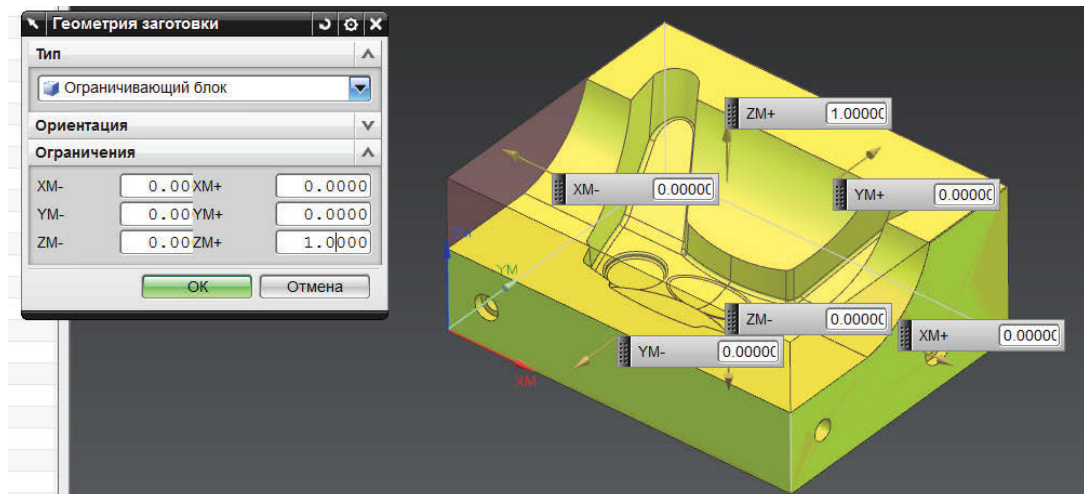 Геометрия заготовки
Тип
Ограничивающий блок
Ориентация
Ограничения
XM- 0.00 XM+ 0.0000
YM- 0.00 YM+ 0.0000
ZM- 0.00 ZM+ 1.0000
OK Отмена
ZM+ 1.0000
XM- 0.0000
YM+ 0.0000
ZM- 0.0000
XM+ 0.0000
YM- 0.0000
ZM
YM
XM